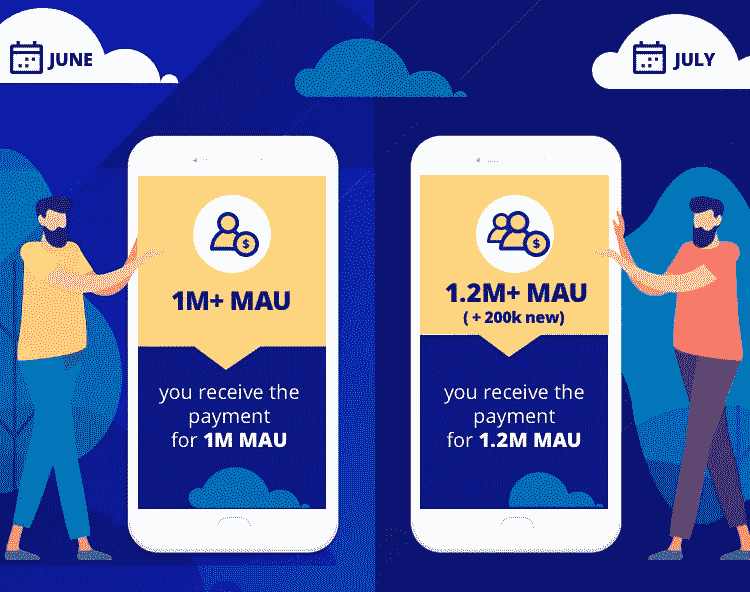 JUNE
1M+ MAU
$
you receive the
payment
for 1M MAU
JULY
$
1.2M+ MAU
( + 200k new)
you receive the
payment
for 1.2M MAU